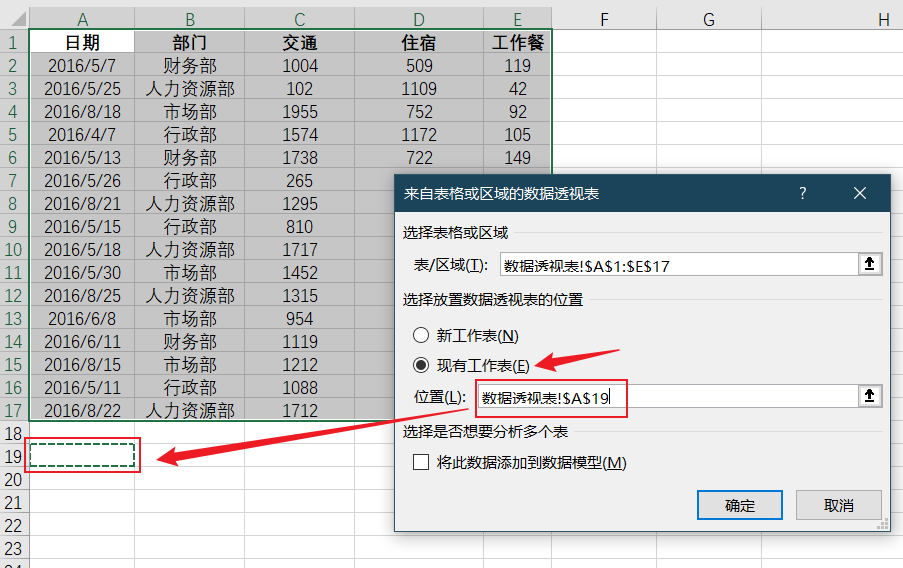 A B C D E F G H
1 日期 部门 交通 住宿 工作餐
2 2016/5/7 财务部 1004 509 119
3 2016/5/25 人力资源部 102 1109 42
4 2016/8/18 市场部 1955 752 92
5 2016/4/7 行政部 1574 1172 105
6 2016/5/13 财务部 1738 722 149
7 2016/5/26 行政部 265
8 2016/8/21 人力资源部 1295
9 2016/5/15 行政部 810
10 2016/5/18 人力资源部 1717
11 2016/5/30 市场部 1452
12 2016/8/25 人力资源部 1315
13 2016/6/8 市场部 954
14 2016/6/11 财务部 1119
15 2016/8/15 市场部 1212
16 2016/5/11 行政部 1088
17 2016/8/22 人力资源部 1712
18
19
20
21
22
23
来自表格或区域的数据透视表 ?
选择表格或区域
表/区域(T): 数据透视表!$A$1:$E$17
选择放置数据透视表的位置
新工作表(N)
现有工作表(E)
位置(L): 数据透视表!$A$19
选择是否想要分析多个表
将此数据添加到数据模型(M)
确定 取消